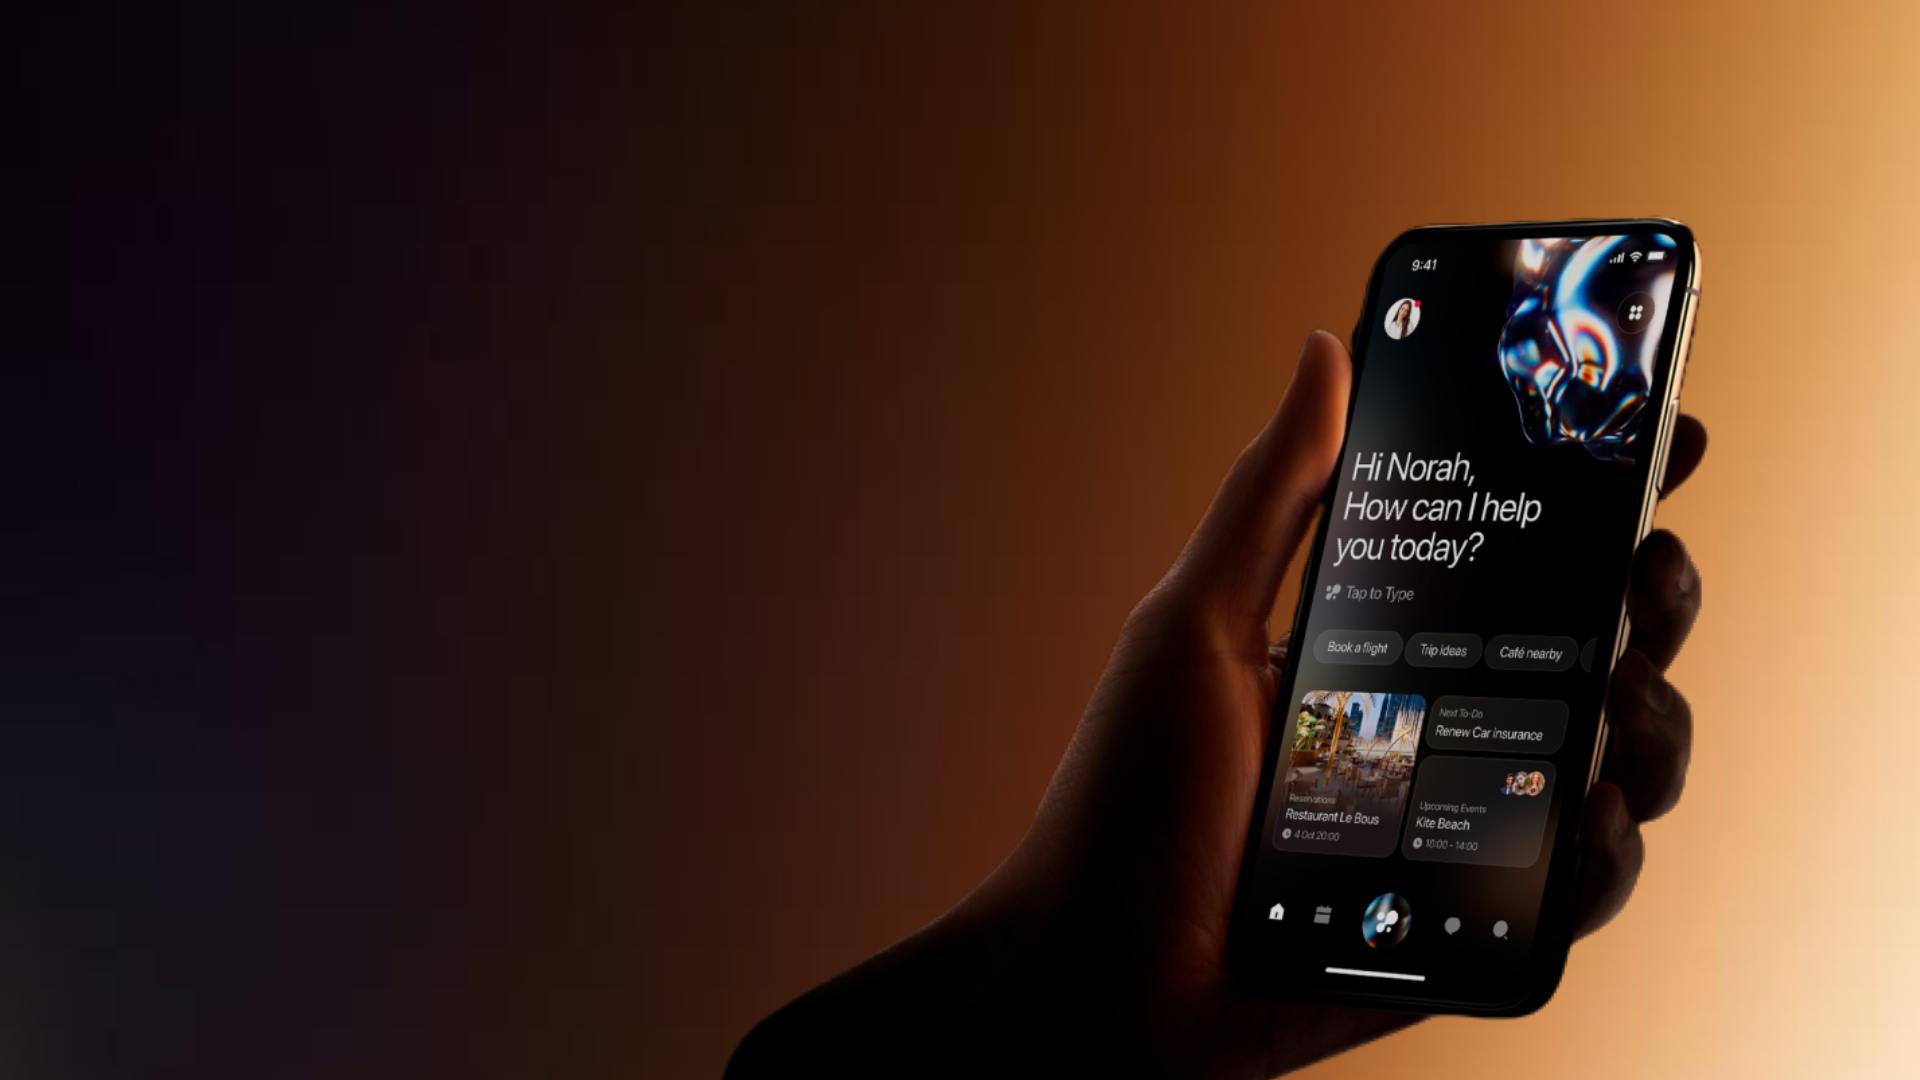 9:41
Hi Norah,
How can I help
you today?
Tap to Type
Book a flight
Trip ideas
Café nearby
Reservations
Restaurant Le Bous
4 Oct 20:00
Next To-Do
Renew Car insurance
Upcoming Events
Kite Beach
10:00 - 14:00